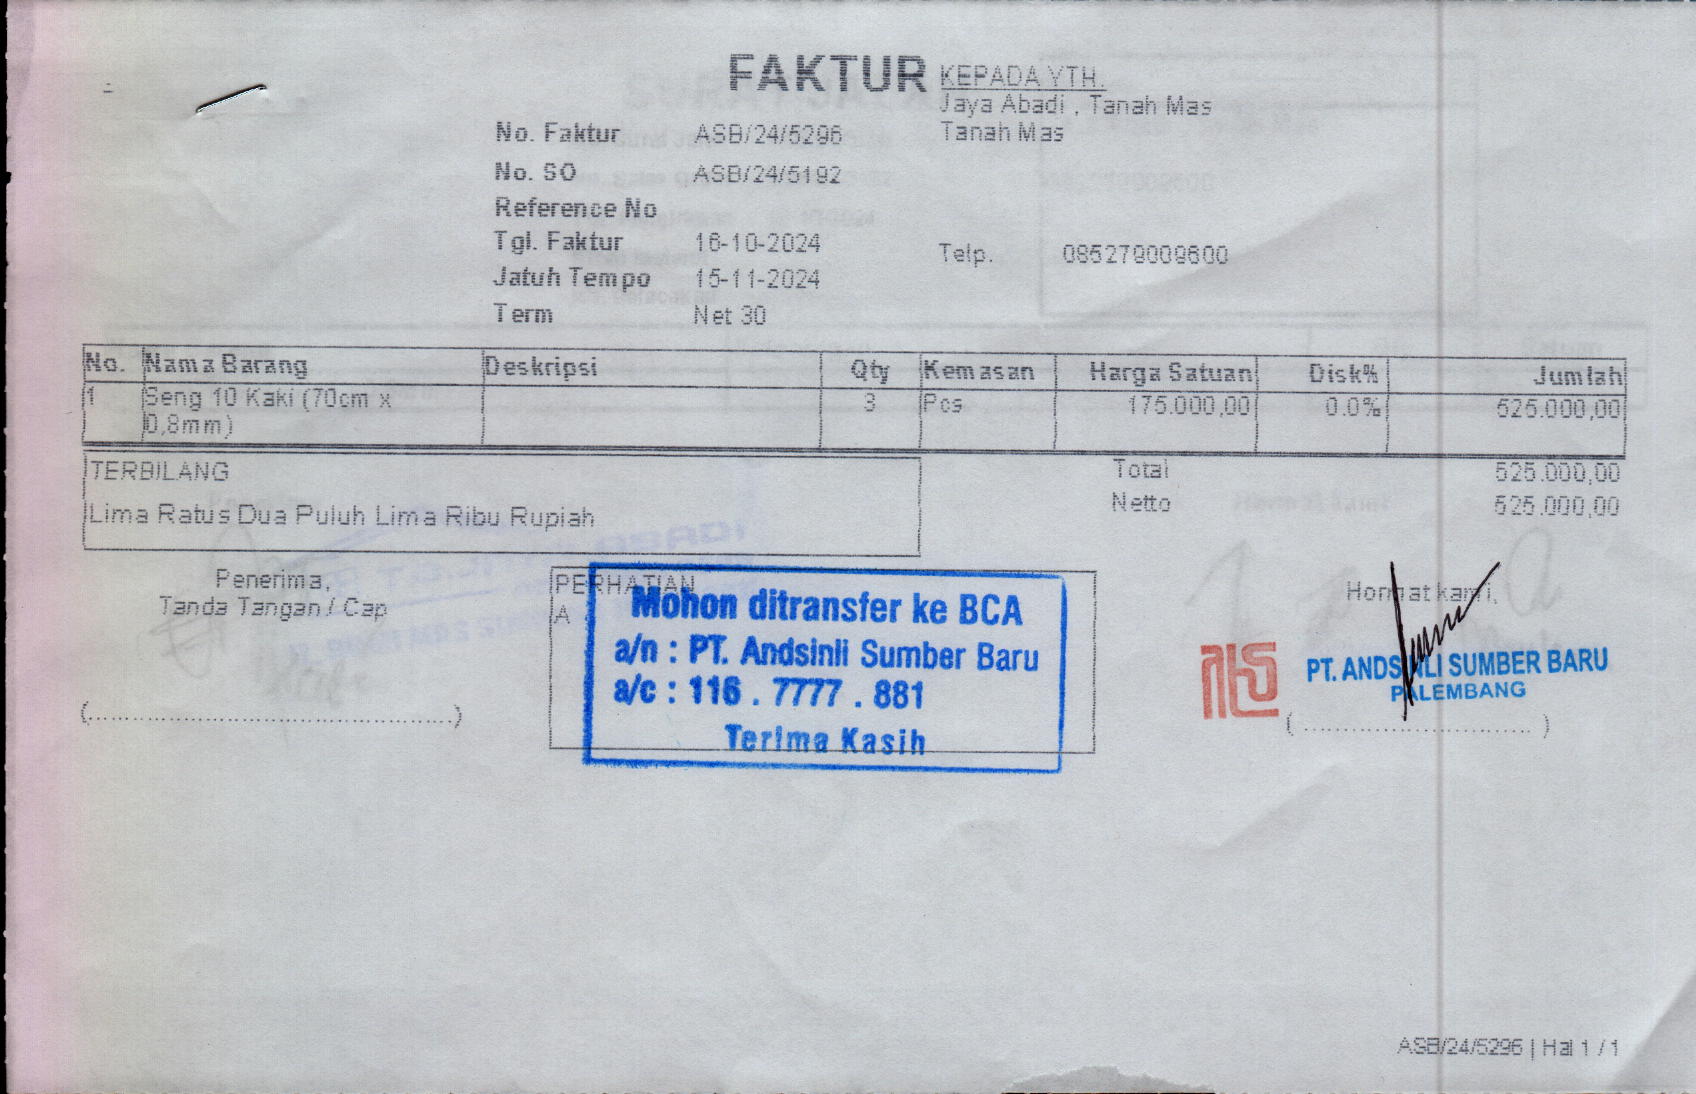 FAKTUR
KEPADA YTH.
Jaya Abadi , Tanah Mas
Tanah Mas
No. Faktur ASB/24/5296
No. SO ASB/24/5192
Reference No
Tgl. Faktur 16-10-2024
Telp. 085279009600
Jatuh Tempo 15-11-2024
Term Net 30
No. Nama Barang Deskripsi Qty Kemasan Harga Satuan Disk% Jumlah
1 Seng 10 Kaki (70cm x 3 Pcs 175.000,00 0.0% 525.000,00
0,8mm)
TERBILANG
Lima Ratus Dua Puluh Lima Ribu Rupiah
Total 525.000,00
Netto 525.000,00
Penerima,
Tanda Tangan / Cap
(.....................................................)
PERHATIAN
A
Mohon ditransfer ke BCA
a/n : PT. Andsinli Sumber Baru
a/c : 116 . 7777 . 881
Terima Kasih
Hormat kami,
PT. ANDSINLI SUMBER BARU
PALEMBANG
( ................................. )
ASB/24/5296 | Hal 1 / 1